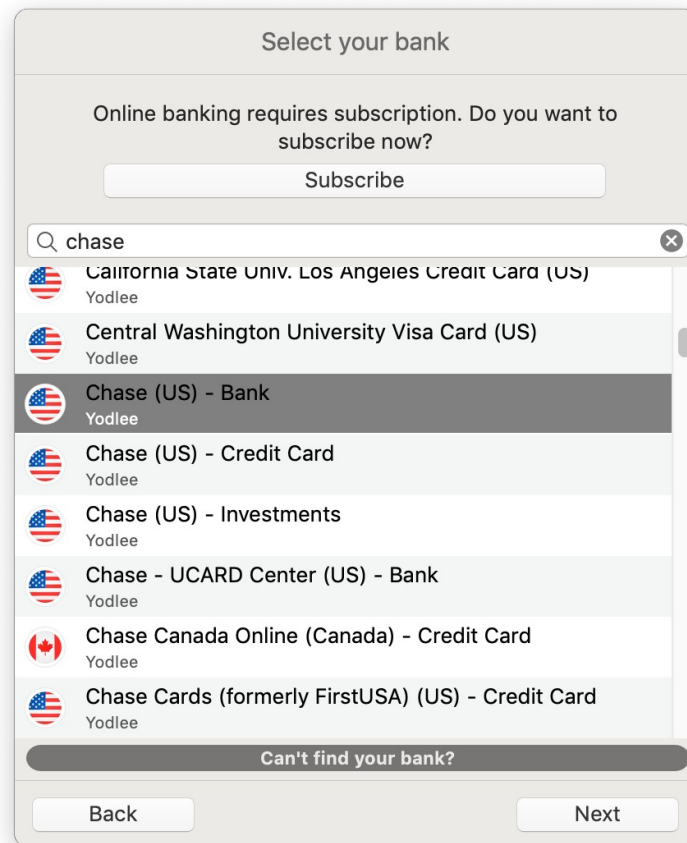 Select your bank
Online banking requires subscription. Do you want to
subscribe now?
Subscribe
chase
California State Univ. Los Angeles Credit Card (US)
Yodlee
Central Washington University Visa Card (US)
Yodlee
Chase (US) - Bank
Yodlee
Chase (US) - Credit Card
Yodlee
Chase (US) - Investments
Yodlee
Chase - UCARD Center (US) - Bank
Yodlee
Chase Canada Online (Canada) - Credit Card
Yodlee
Chase Cards (formerly FirstUSA) (US) - Credit Card
Yodlee
Can't find your bank?
Back
Next